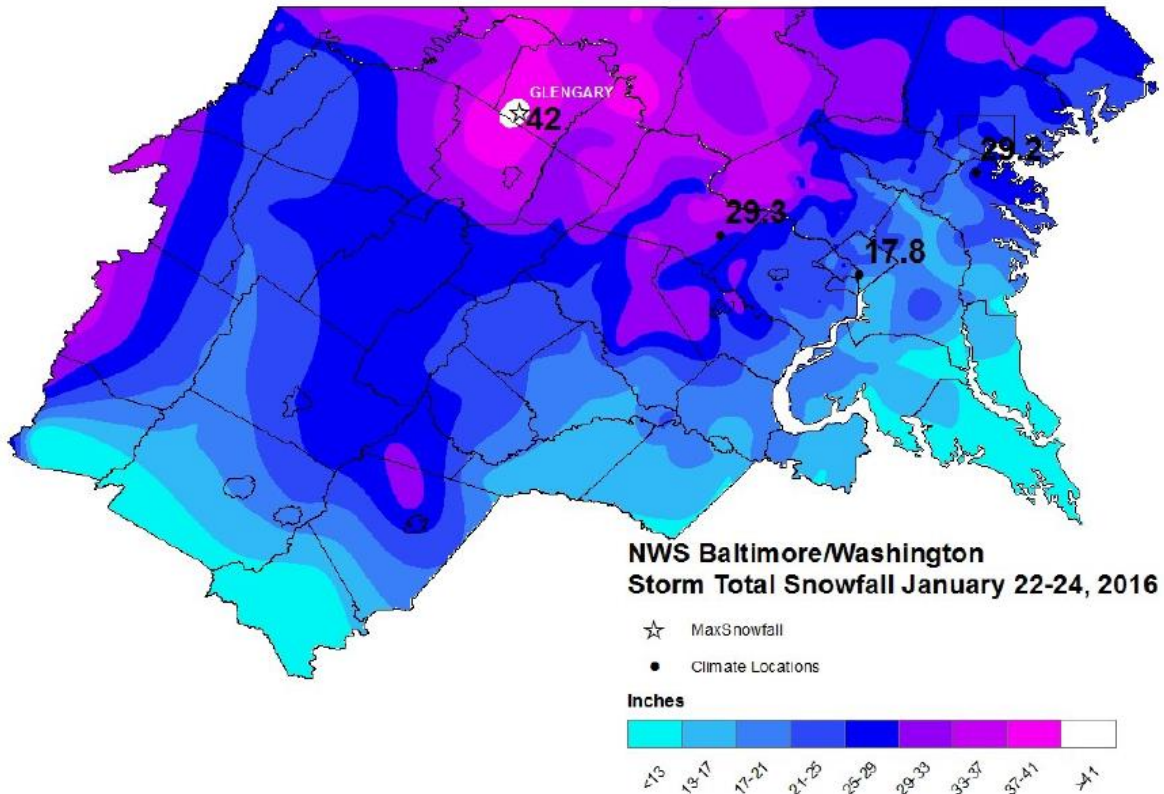 GLENGARY
42
29.2
29.3
17.8
NWS Baltimore/Washington
Storm Total Snowfall January 22-24, 2016
MaxSnowfall
Climate Locations
Inches
<13
13-17
17-21
21-25
25-29
29-33
33-37
37-41
>41